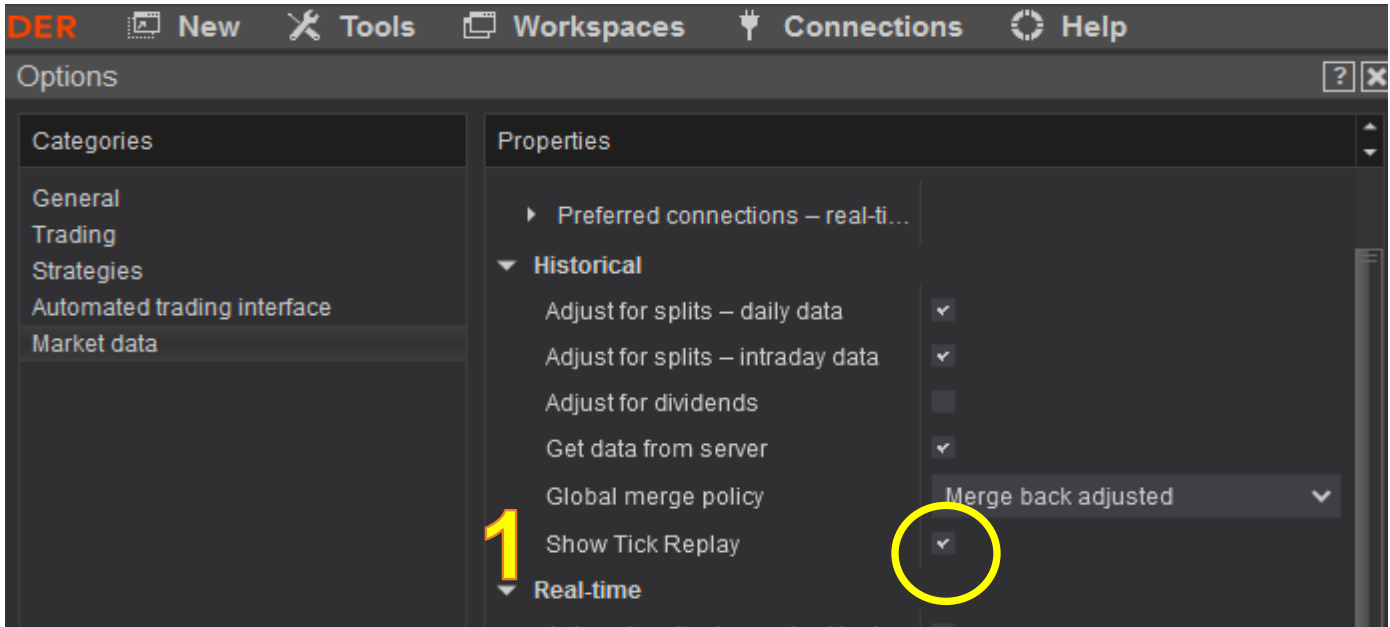 DER New Tools Workspaces Connections Help
Options ?
Categories
General
Trading
Strategies
Automated trading interface
Market data
Properties
Preferred connections – real-ti...
Historical
Adjust for splits – daily data
Adjust for splits – intraday data
Adjust for dividends
Get data from server
Global merge policy Merge back adjusted
1 Show Tick Replay
Real-time